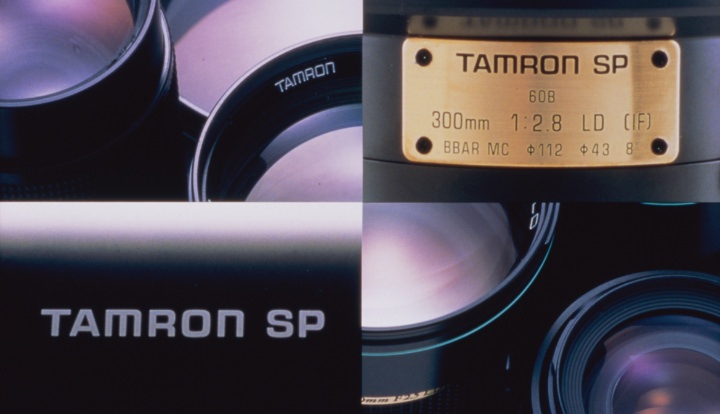 TAMRON
TAMRON SP
60B
300mm 1:2.8 LD (IF)
BBAR MC Φ112 Φ43 8°
TAMRON SP